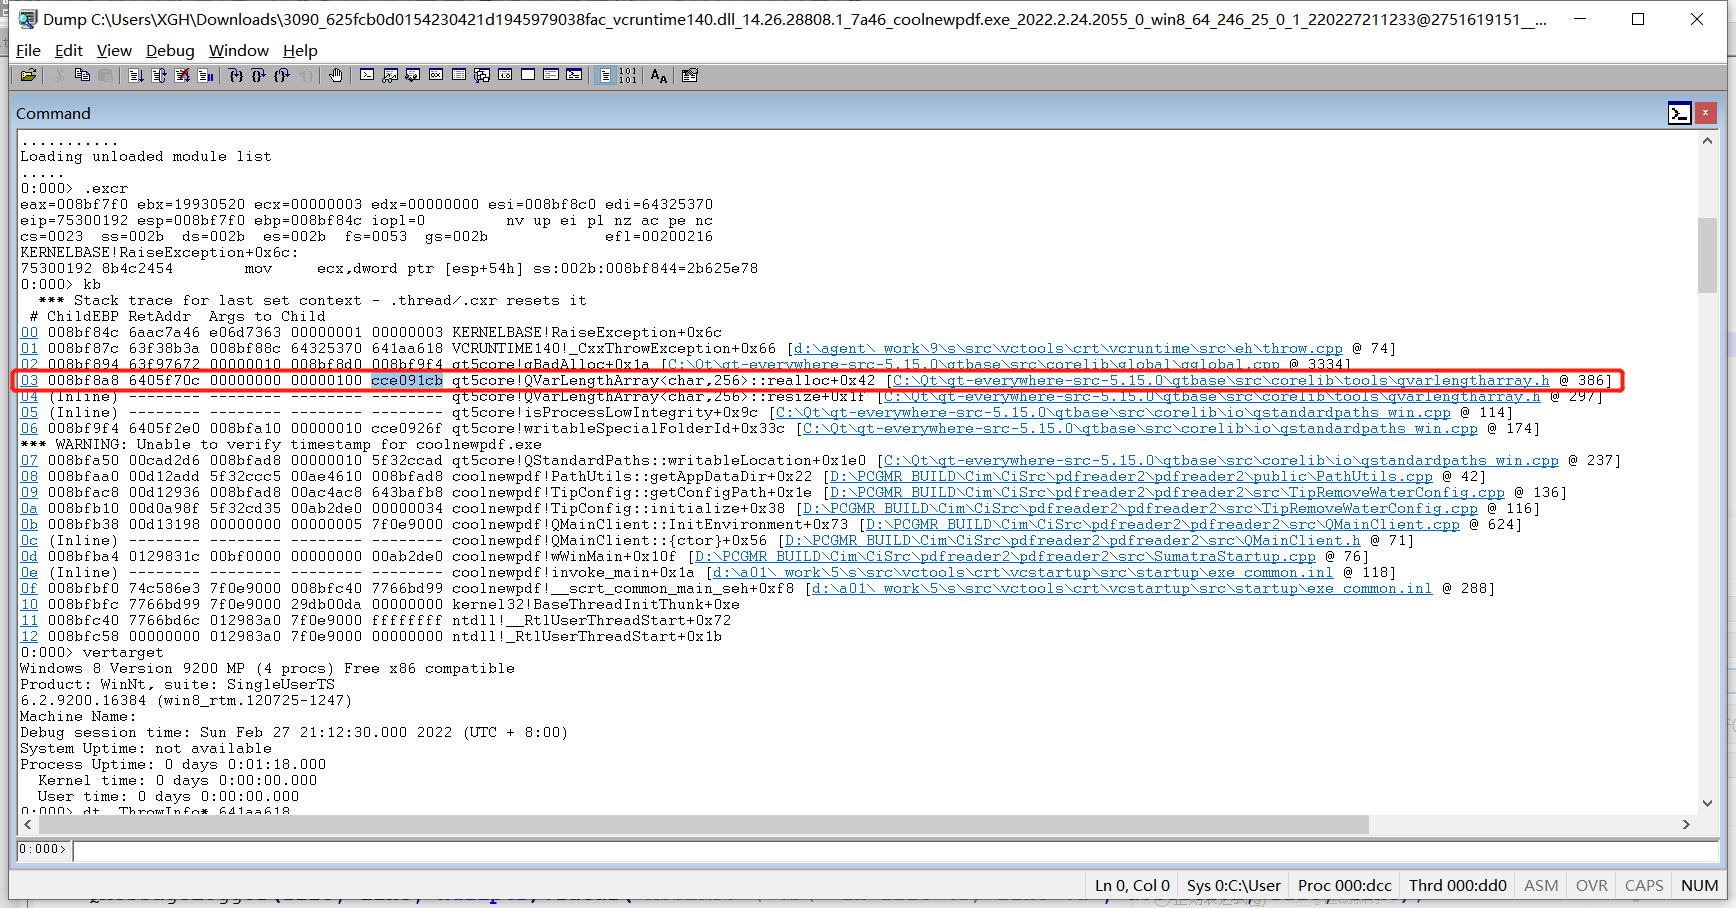 Dump C:\Users\XGH\Downloads\3090_625fcb0d0154230421d1945979038fac_vcruntime140.dll_14.26.28808.1_7a46_coolnewpdf.exe_2022.2.24.2055_0_win8_64_246_25_0_1_220227211233@2751619151__...
File Edit View Debug Window Help
Command
...........
Loading unloaded module list
.....
0:000> .excr
eax=008bf7f0 ebx=19930520 ecx=00000003 edx=00000000 esi=008bf8c0 edi=64325370
eip=75300192 esp=008bf7f0 ebp=008bf84c iopl=0 nv up ei pl nz ac pe nc
cs=0023 ss=002b ds=002b es=002b fs=0053 gs=002b efl=00200216
KERNELBASE!RaiseException+0x6c:
75300192 8b4c2454 mov ecx,dword ptr [esp+54h] ss:002b:008bf844=2b625e78
0:000> kb
*** Stack trace for last set context - .thread/.cxr resets it
# ChildEBP RetAddr Args to Child
00 008bf84c 6aac7a46 e06d7363 00000001 00000003 KERNELBASE!RaiseException+0x6c
01 008bf87c 63f38b3a 008bf88c 64325370 641aa618 VCRUNTIME140!_CxxThrowException+0x66 [d:\agent\_work\9\s\src\vctools\crt\vcruntime\src\eh\throw.cpp @ 74]
02 008bf894 63f97672 00000010 008bf8d0 008bf9f4 qt5core!qBadAlloc+0x1a [C:\Qt\qt-everywhere-src-5.15.0\qtbase\src\corelib\global\qglobal.cpp @ 3334]
03 008bf8a8 6405f70c 00000000 00000100 cce091cb qt5core!QVarLengthArray<char,256>::realloc+0x42 [C:\Qt\qt-everywhere-src-5.15.0\qtbase\src\corelib\tools\qvarlengtharray.h @ 386]
04 (Inline) -------- -------- -------- -------- qt5core!QVarLengthArray<char,256>::resize+0x1f [C:\Qt\qt-everywhere-src-5.15.0\qtbase\src\corelib\tools\qvarlengtharray.h @ 297]
05 (Inline) -------- -------- -------- -------- qt5core!isProcessLowIntegrity+0x9c [C:\Qt\qt-everywhere-src-5.15.0\qtbase\src\corelib\io\qstandardpaths_win.cpp @ 114]
06 008bf9f4 6405f2e0 008bfa10 00000010 cce0926f qt5core!writableSpecialFolderId+0x33c [C:\Qt\qt-everywhere-src-5.15.0\qtbase\src\corelib\io\qstandardpaths_win.cpp @ 174]
*** WARNING: Unable to verify timestamp for coolnewpdf.exe
07 008bfa50 00cad2d6 008bfad8 00000010 5f32ccad qt5core!QStandardPaths::writableLocation+0x1e0 [C:\Qt\qt-everywhere-src-5.15.0\qtbase\src\corelib\io\qstandardpaths_win.cpp @ 237]
08 008bfaa0 00d12add 5f32ccc5 00ae4610 008bfad8 coolnewpdf!PathUtils::getAppDataDir+0x22 [D:\PCGMR_BUILD\Cim\CiSrc\pdfreader2\pdfreader2\public\PathUtils.cpp @ 42]
09 008bfac8 00d12936 008bfad8 00ac4ac8 643bafb8 coolnewpdf!TipConfig::getConfigPath+0x1e [D:\PCGMR_BUILD\Cim\CiSrc\pdfreader2\pdfreader2\src\TipRemoveWaterConfig.cpp @ 136]
0a 008bfb10 00d0a98f 5f32cd35 00ab2de0 00000034 coolnewpdf!TipConfig::initialize+0x38 [D:\PCGMR_BUILD\Cim\CiSrc\pdfreader2\pdfreader2\src\TipRemoveWaterConfig.cpp @ 116]
0b 008bfb38 00d13198 00000000 00000005 7f0e9000 coolnewpdf!QMainClient::InitEnvironment+0x73 [D:\PCGMR_BUILD\Cim\CiSrc\pdfreader2\pdfreader2\src\QMainClient.cpp @ 624]
0c (Inline) -------- -------- -------- -------- coolnewpdf!QMainClient::{ctor}+0x56 [D:\PCGMR_BUILD\Cim\CiSrc\pdfreader2\pdfreader2\src\QMainClient.h @ 71]
0d 008bfba4 0129831c 00bf0000 00000000 00ab2de0 coolnewpdf!wWinMain+0x10f [D:\PCGMR_BUILD\Cim\CiSrc\pdfreader2\pdfreader2\src\SumatraStartup.cpp @ 76]
0e (Inline) -------- -------- -------- -------- coolnewpdf!invoke_main+0x1a [d:\a01\_work\5\s\src\vctools\crt\vcstartup\src\startup\exe_common.inl @ 118]
0f 008bfbf0 74c586e3 7f0e9000 008bfc40 7766bd99 coolnewpdf!__scrt_common_main_seh+0xf8 [d:\a01\_work\5\s\src\vctools\crt\vcstartup\src\startup\exe_common.inl @ 288]
10 008bfbfc 7766bd99 7f0e9000 29db00da 00000000 kernel32!BaseThreadInitThunk+0xe
11 008bfc40 7766bd6c 012983a0 7f0e9000 ffffffff ntdll!__RtlUserThreadStart+0x72
12 008bfc58 00000000 012983a0 7f0e9000 00000000 ntdll!_RtlUserThreadStart+0x1b
0:000> vertarget
Windows 8 Version 9200 MP (4 procs) Free x86 compatible
Product: WinNt, suite: SingleUserTS
6.2.9200.16384 (win8_rtm.120725-1247)
Machine Name:
Debug session time: Sun Feb 27 21:12:30.000 2022 (UTC + 8:00)
System Uptime: not available
Process Uptime: 0 days 0:01:18.000
Kernel time: 0 days 0:00:00.000
User time: 0 days 0:00:00.000
0:000> dt _ThrowInfo* 641aa618
0:000>
Ln 0, Col 0 Sys 0:C:\User Proc 000:dcc Thrd 000:dd0 ASM OVR CAPS NUM